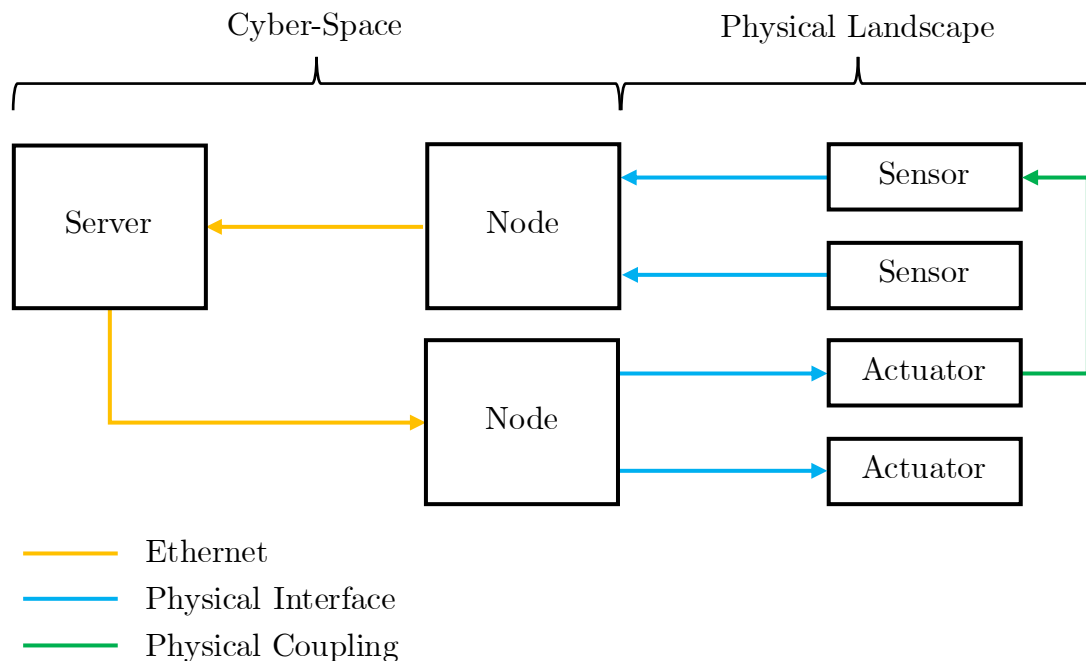 Cyber-Space
Physical Landscape
Server
Node
Sensor
Sensor
Node
Actuator
Actuator
Ethernet
Physical Interface
Physical Coupling